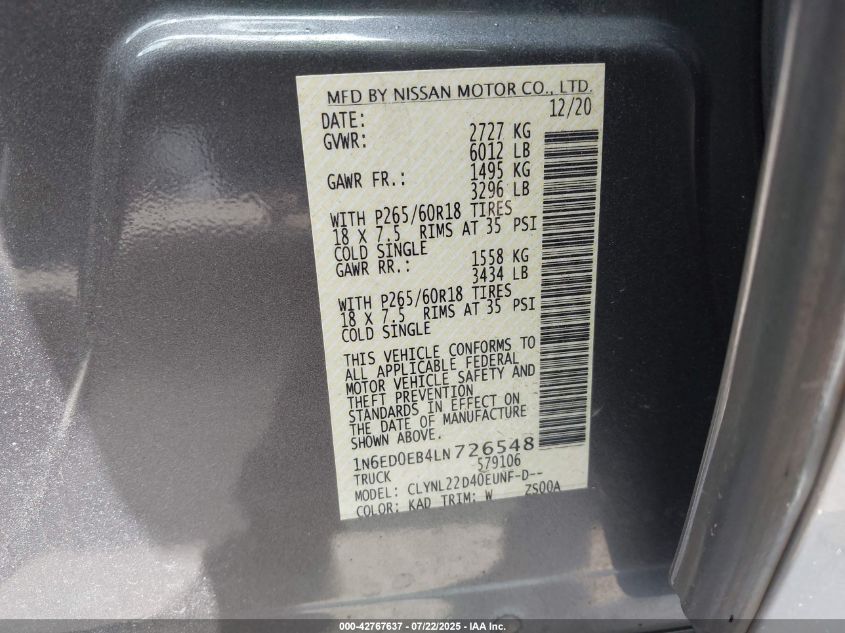 MFD BY NISSAN MOTOR CO., LTD.
DATE: 12/20
GVWR: 2727 KG
6012 LB
GAWR FR.: 1495 KG
3296 LB
WITH P265/60R18 TIRES
18 X 7.5 RIMS AT 35 PSI
COLD SINGLE
GAWR RR.: 1558 KG
3434 LB
WITH P265/60R18 TIRES
18 X 7.5 RIMS AT 35 PSI
COLD SINGLE
THIS VEHICLE CONFORMS TO
ALL APPLICABLE FEDERAL
MOTOR VEHICLE SAFETY AND
THEFT PREVENTION
STANDARDS IN EFFECT ON
THE DATE OF MANUFACTURE
SHOWN ABOVE.
1N6ED0EB4LN726548
TRUCK 579106
MODEL: CLYNL22D40EUNF-D--
COLOR: KAD TRIM: W ZS00A
000-42767637 - 07/22/2025 - IAA Inc.